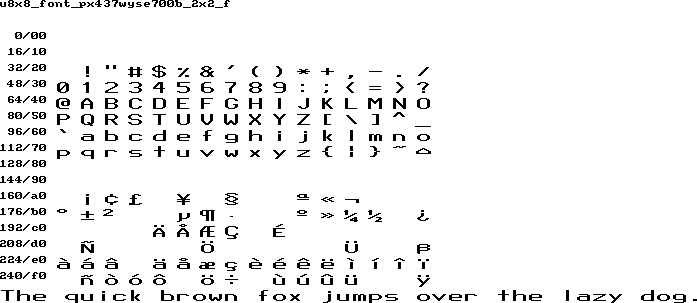 u8x8_font_px437wyse700b_2x2_f
0/00
16/10
32/20 ! " # $ % & ' ( ) * + , - . /
48/30 0 1 2 3 4 5 6 7 8 9 : ; < = > ?
64/40 @ A B C D E F G H I J K L M N O
80/50 P Q R S T U V W X Y Z [ \ ] ^ _
96/60 ` a b c d e f g h i j k l m n o
112/70 p q r s t u v w x y z { ¦ } ~ ⌂
128/80
144/90
160/a0 ¡ ¢ £ ¥ § ª « ¬
176/b0 ° ± ² µ ¶ · º » ¼ ½ ¿
192/c0 Ä Å Æ Ç É
208/d0 Ñ Ö Ü ß
224/e0 à á â ä å æ ç è é ê ë ì í î ï
240/f0 ñ ò ó ô ö ÷ ù ú û ü ÿ
The quick brown fox jumps over the lazy dog.